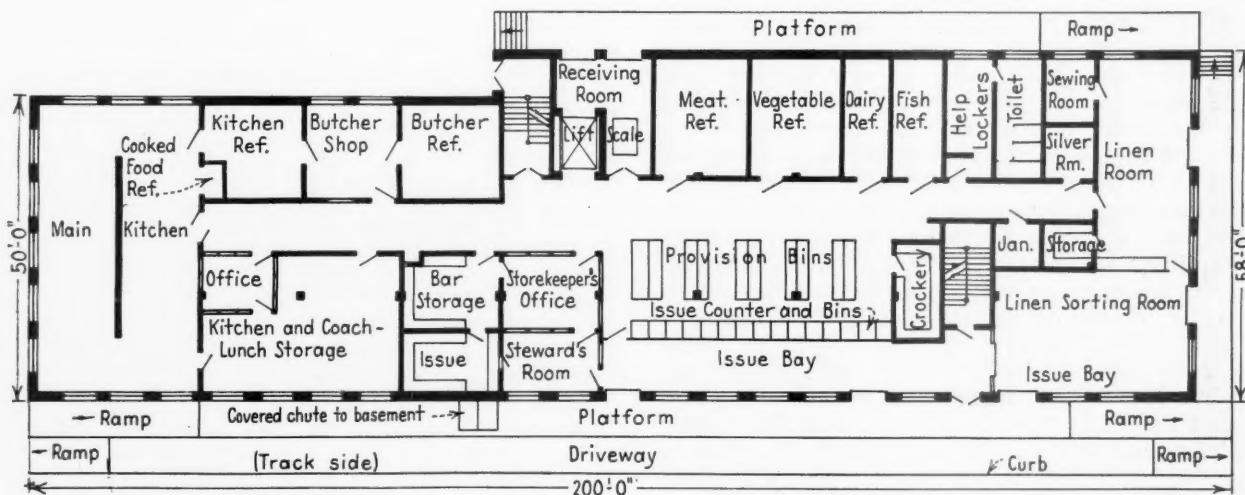 Platform
Ramp →
Receiving
Room
Lift
Scale
Meat.
Ref.
Vegetable
Ref.
Dairy
Ref.
Fish
Ref.
Help
Lockers
Toilet
Sewing
Room
Silver
Rm.
Linen
Room
Kitchen
Ref.
Butcher
Shop
Butcher
Ref.
Cooked
Food
Ref.
Main
Kitchen
50'-0"
58'-0"
Office
Kitchen and Coach-
Lunch Storage
Bar
Storage
Storekeeper's
Office
Issue
Steward's
Room
Provision Bins
Issue Counter and Bins
Issue Bay
Crockery
Jan.
Storage
Linen Sorting Room
Issue Bay
← Ramp
Covered chute to basement
Platform
Ramp →
← Ramp
(Track side)
Driveway
Curb
Ramp →
200'-0"